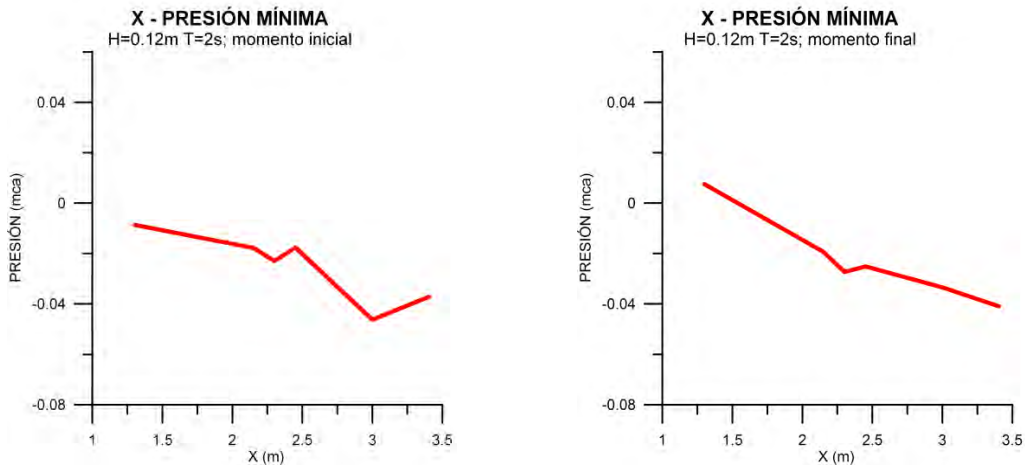 X - PRESIÓN MÍNIMA
H=0.12m T=2s; momento inicial
0.04
0
-0.04
-0.08
PRESIÓN (mca)
1
1.5
2
2.5
3
3.5
X (m)
X - PRESIÓN MÍNIMA
H=0.12m T=2s; momento final
0.04
0
-0.04
-0.08
PRESIÓN (mca)
1
1.5
2
2.5
3
3.5
X (m)